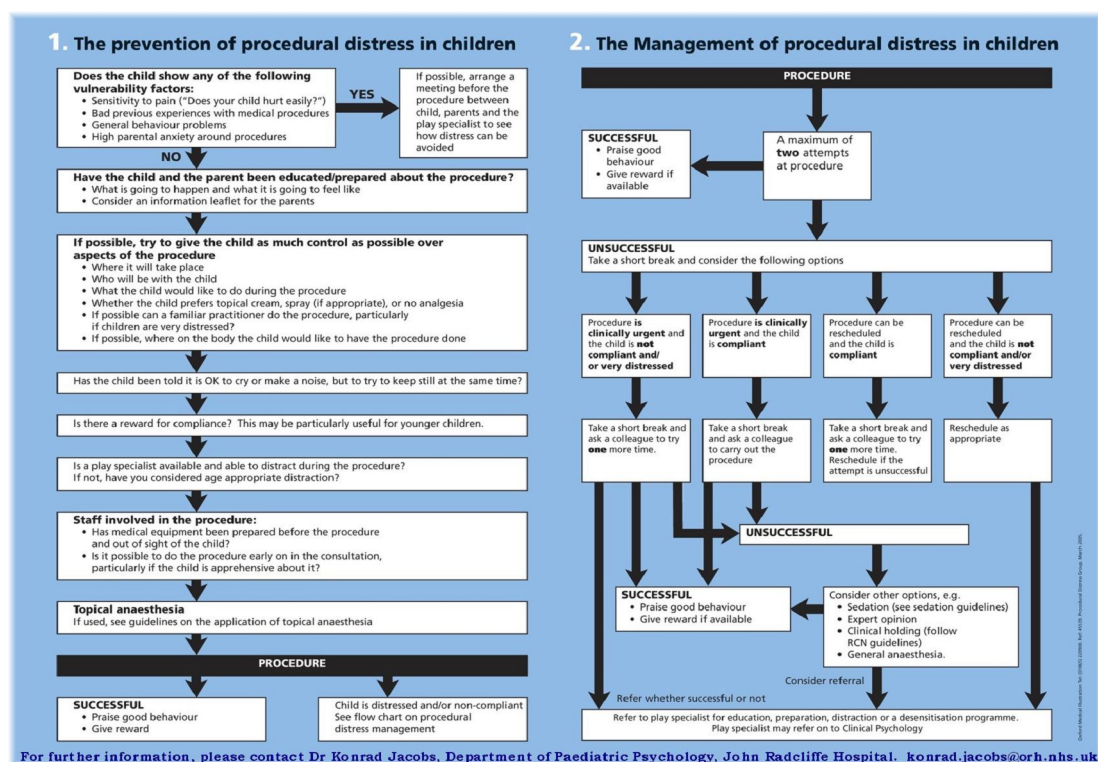 1. The prevention of procedural distress in children
Does the child show any of the following
vulnerability factors:
• Sensitivity to pain ("Does your child hurt easily?")
• Bad previous experiences with medical procedures
• General behaviour problems
• High parental anxiety around procedures
YES
If possible, arrange a
meeting before the
procedure between
child, parents and the
play specialist to see
how distress can be
avoided
NO
Have the child and the parent been educated/prepared about the procedure?
• What is going to happen and what it is going to feel like
• Consider an information leaflet for the parents
If possible, try to give the child as much control as possible over
aspects of the procedure
• Where it will take place
• Who will be with the child
• What the child would like to do during the procedure
• Whether the child prefers topical cream, spray (if appropriate), or no analgesia
• If possible can a familiar practitioner do the procedure, particularly
if children are very distressed?
• If possible, where on the body the child would like to have the procedure done
Has the child been told it is OK to cry or make a noise, but to try to keep still at the same time?
Is there a reward for compliance? This may be particularly useful for younger children.
Is a play specialist available and able to distract during the procedure?
If not, have you considered age appropriate distraction?
Staff involved in the procedure:
• Has medical equipment been prepared before the procedure
and out of sight of the child?
• Is it possible to do the procedure early on in the consultation,
particularly if the child is apprehensive about it?
Topical anaesthesia
If used, see guidelines on the application of topical anaesthesia
PROCEDURE
SUCCESSFUL
• Praise good behaviour
• Give reward
Child is distressed and/or non-compliant
See flow chart on procedural
distress management
2. The Management of procedural distress in children
PROCEDURE
SUCCESSFUL
• Praise good
behaviour
• Give reward if
available
A maximum of
two attempts
at procedure
UNSUCCESSFUL
Take a short break and consider the following options
Procedure is
clinically urgent and
the child is not
compliant and/
or very distressed
Procedure is clinically
urgent and the child
is compliant
Procedure can be
rescheduled
and the child is
compliant
Procedure can be
rescheduled
and the child is not
compliant and/or
very distressed
Take a short break and
ask a colleague to try
one more time.
Take a short break
and ask a colleague
to carry out the
procedure
Take a short break and
ask a colleague to try
one more time.
Reschedule if the
attempt is unsuccessful
Reschedule as
appropriate
UNSUCCESSFUL
SUCCESSFUL
• Praise good behaviour
• Give reward if available
Consider other options, e.g.
• Sedation (see sedation guidelines)
• Expert opinion
• Clinical holding (follow
RCN guidelines)
• General anaesthesia.
Consider referral
Refer whether successful or not
Refer to play specialist for education, preparation, distraction or a desensitisation programme.
Play specialist may refer on to Clinical Psychology
For further information, please contact Dr Konrad Jacobs, Department of Paediatric Psychology, John Radcliffe Hospital. konrad.jacobs@orh.nhs.uk